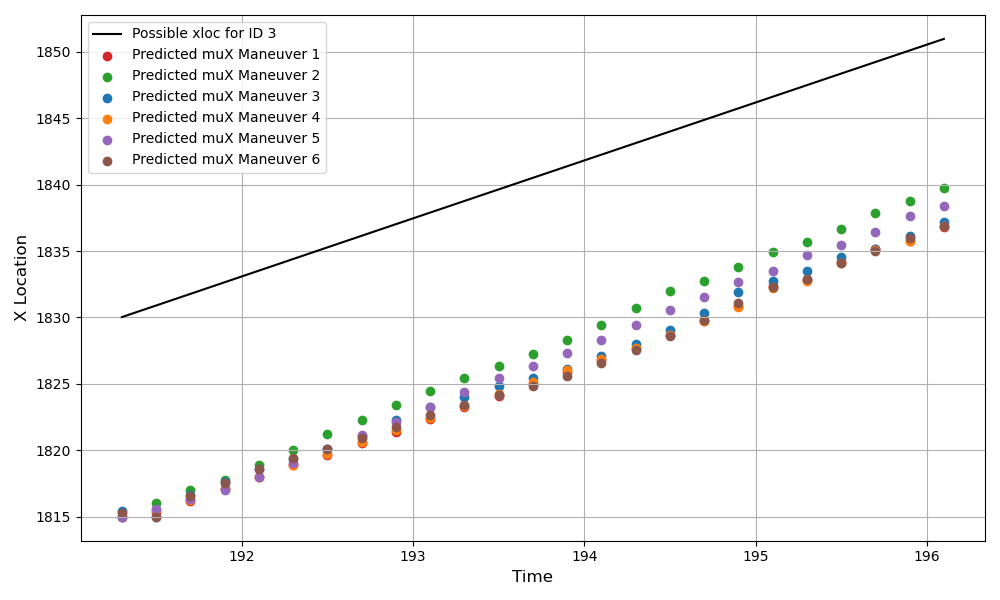 Possible xloc for ID 3
Predicted muX Maneuver 1
Predicted muX Maneuver 2
Predicted muX Maneuver 3
Predicted muX Maneuver 4
Predicted muX Maneuver 5
Predicted muX Maneuver 6
1850
1845
1840
1835
1830
1825
1820
1815
X Location
192 193 194 195 196
Time